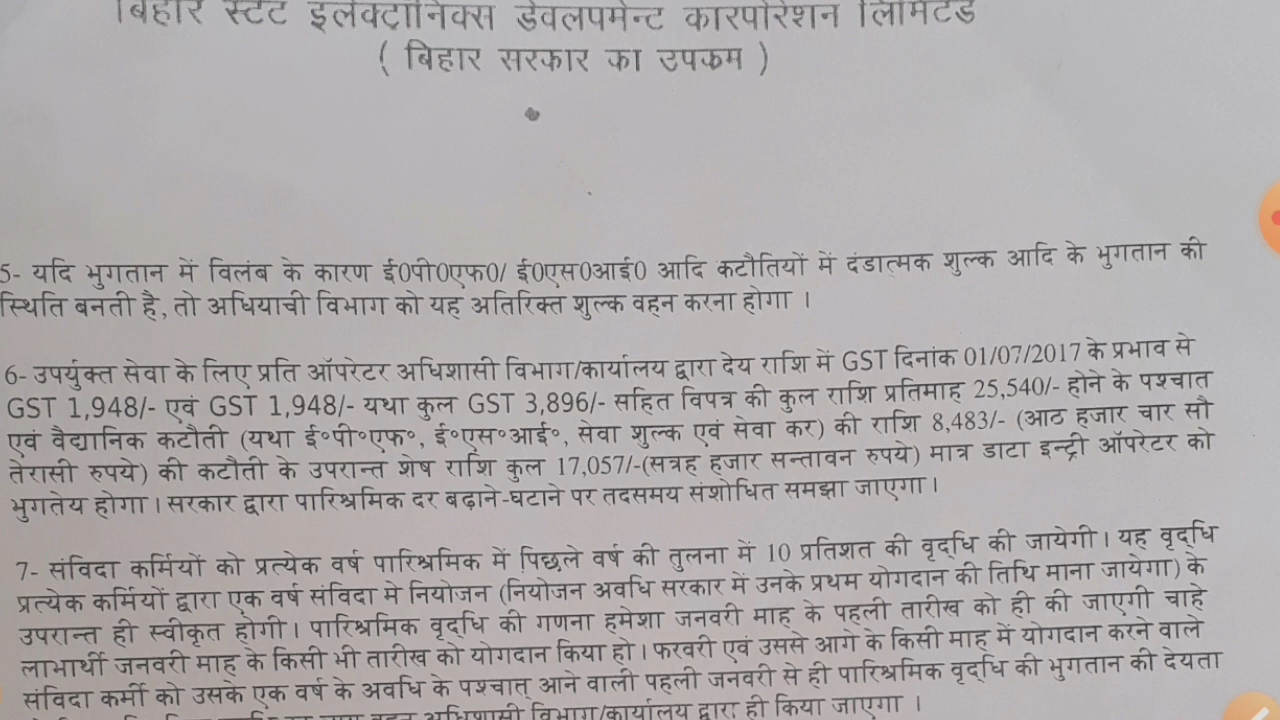 बिहार स्टेट इलेक्ट्रॉनिक्स डेवलपमेन्ट कारपोरेशन लिमिटेड
( बिहार सरकार का उपकम )
5- यदि भुगतान में विलंब के कारण ई0पी0एफ0/ ई0एस0आई0 आदि कटौतियों में दंडात्मक शुल्क आदि के भुगतान की
स्थिति बनती है, तो अधियाची विभाग को यह अतिरिक्त शुल्क वहन करना होगा ।
6- उपर्युक्त सेवा के लिए प्रति ऑपरेटर अधिशासी विभाग/कार्यालय द्वारा देय राशि में GST दिनांक 01/07/2017 के प्रभाव से
GST 1,948/- एवं GST 1,948/- यथा कुल GST 3,896/- सहित विपत्र की कुल राशि प्रतिमाह 25,540/- होने के पश्चात
एवं वैद्यानिक कटौती (यथा ई॰पी॰एफ॰, ई॰एस॰आई॰, सेवा शुल्क एवं सेवा कर) की राशि 8,483/- (आठ हजार चार सौ
तेरासी रुपये) की कटौती के उपरान्त शेष राशि कुल 17,057/-(सत्रह हजार सन्तावन रुपये) मात्र डाटा इन्ट्री ऑपरेटर को
भुगतेय होगा । सरकार द्वारा पारिश्रमिक दर बढ़ाने-घटाने पर तदसमय संशोधित समझा जाएगा ।
7- संविदा कर्मियों को प्रत्येक वर्ष पारिश्रमिक में पिछले वर्ष की तुलना में 10 प्रतिशत की वृद्धि की जायेगी । यह वृद्धि
प्रत्येक कर्मियों द्वारा एक वर्ष संविदा मे नियोजन (नियोजन अवधि सरकार में उनके प्रथम योगदान की तिथि माना जायेगा) के
उपरान्त ही स्वीकृत होगी । पारिश्रमिक वृद्धि की गणना हमेशा जनवरी माह के पहली तारीख को ही की जाएगी चाहे
लाभार्थी जनवरी माह के किसी भी तारीख को योगदान किया हो । फरवरी एवं उससे आगे के किसी माह में योगदान करने वाले
संविदा कर्मी को उसके एक वर्ष के अवधि के पश्चात् आने वाली पहली जनवरी से ही पारिश्रमिक वृद्धि की भुगतान की देयता
वहन अधिशासी विभाग/कार्यालय द्वारा ही किया जाएगा ।